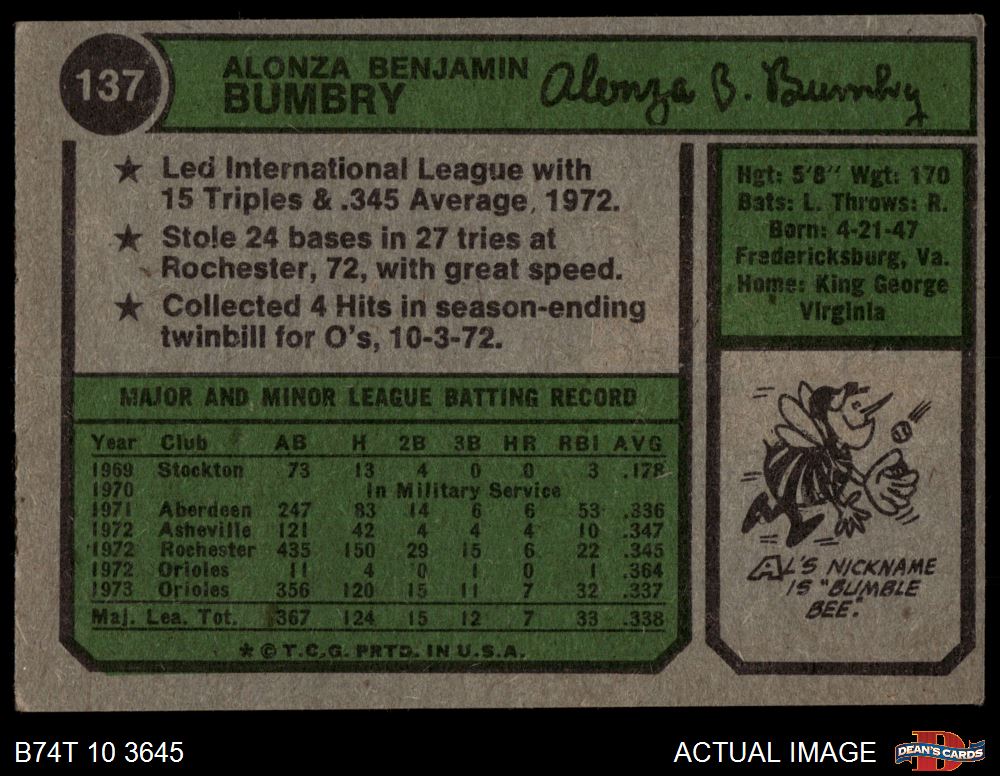 137
ALONZA BENJAMIN
BUMBRY
Alonza B. Bumbry
★ Led International League with
15 Triples & .345 Average, 1972.
★ Stole 24 bases in 27 tries at
Rochester, 72, with great speed.
★ Collected 4 Hits in season-ending
twinbill for O's, 10-3-72.
MAJOR AND MINOR LEAGUE BATTING RECORD
Year Club AB H 2B 3B HR RBI AVG
1969 Stockton 73 13 4 0 0 3 .178
1970 In Military Service
1971 Aberdeen 247 83 14 6 6 53 .336
1972 Asheville 121 42 4 4 4 10 .347
1972 Rochester 435 150 29 15 6 22 .345
1972 Orioles 11 4 0 1 0 1 .364
1973 Orioles 356 120 15 11 7 32 .337
Maj. Lea. Tot. 367 124 15 12 7 33 .338
* © T.C.G. PRTD. IN U.S.A.
Hgt: 5'8" Wgt: 170
Bats: L. Throws: R.
Born: 4-21-47
Fredericksburg, Va.
Home: King George
Virginia
AL'S NICKNAME
IS "BUMBLE
BEE".
B74T 10 3645
ACTUAL IMAGE
DEAN'S CARDS